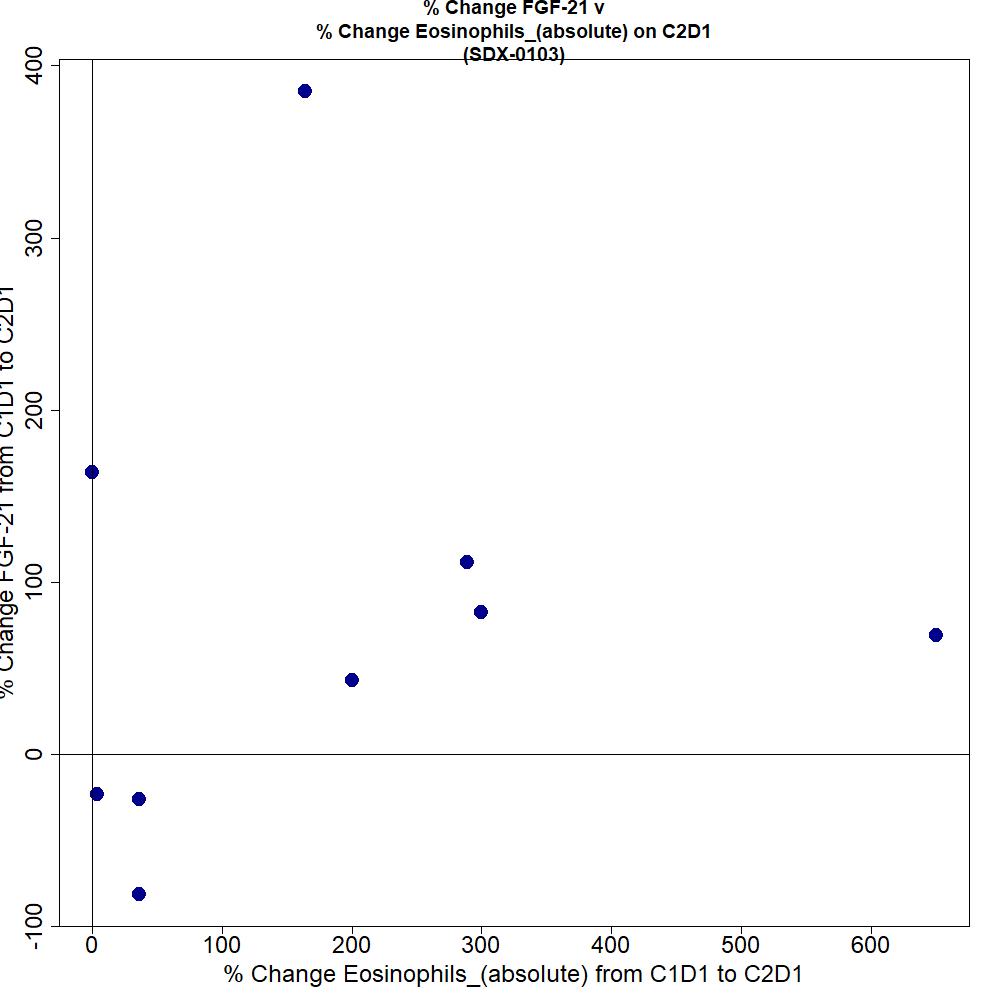 % Change FGF-21 v
% Change Eosinophils_(absolute) on C2D1
(SDX-0103)
% Change FGF-21 from C1D1 to C2D1
400
300
200
100
0
-100
0 100 200 300 400 500 600
% Change Eosinophils_(absolute) from C1D1 to C2D1